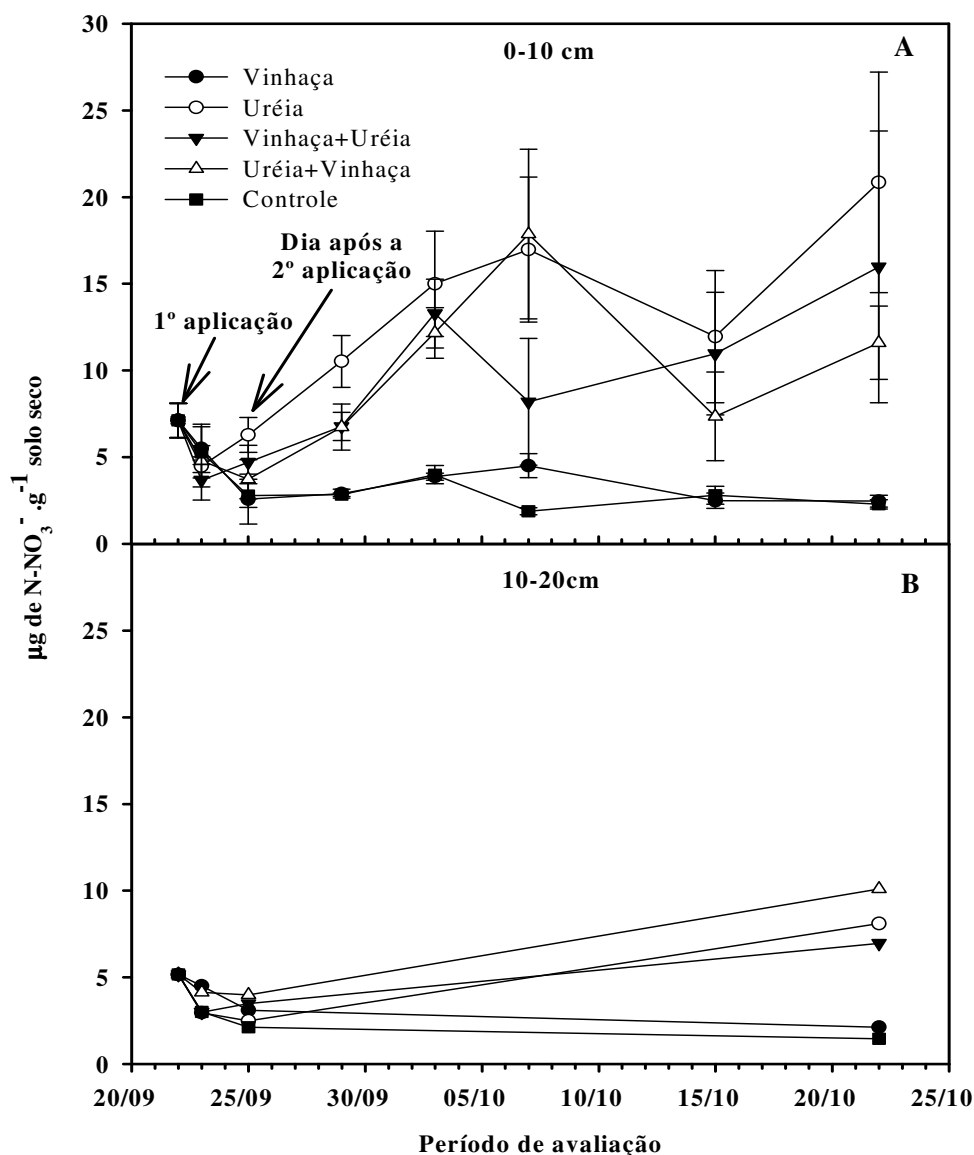 30
25
20
15
10
5
0
0-10 cm
A
Vinhaça
Uréia
Vinhaça+Uréia
Uréia+Vinhaça
Controle
Dia após a
2º aplicação
1º aplicação
µg de N-NO₃⁻ .g⁻¹ solo seco
10-20cm
B
25
20
15
10
5
0
20/09 25/09 30/09 05/10 10/10 15/10 20/10 25/10
Período de avaliação